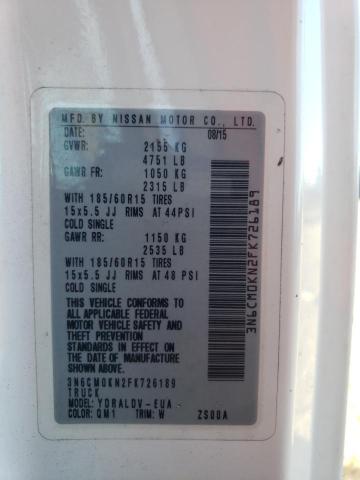 MFD. BY NISSAN MOTOR CO., LTD.
DATE: 08/15
GVWR: 2155 KG
4751 LB
GAWR FR: 1050 KG
2315 LB
WITH 185/60R15 TIRES
15x5.5 JJ RIMS AT 44PSI
COLD SINGLE
GAWR RR: 1150 KG
2535 LB
WITH 185/60R15 TIRES
15x5.5 JJ RIMS AT 48 PSI
COLD SINGLE
THIS VEHICLE CONFORMS TO
ALL APPLICABLE FEDERAL
MOTOR VEHICLE SAFETY AND
THEFT PREVENTION
STANDARDS IN EFFECT ON
THE DATE OF MANUFACTURE
SHOWN ABOVE.
3N6CM0KN2FK726189
TRUCK
MODEL: YDRALDV-EUA
COLOR: QM1 TRIM: W ZS00A
3N6CM0KN2FK726189